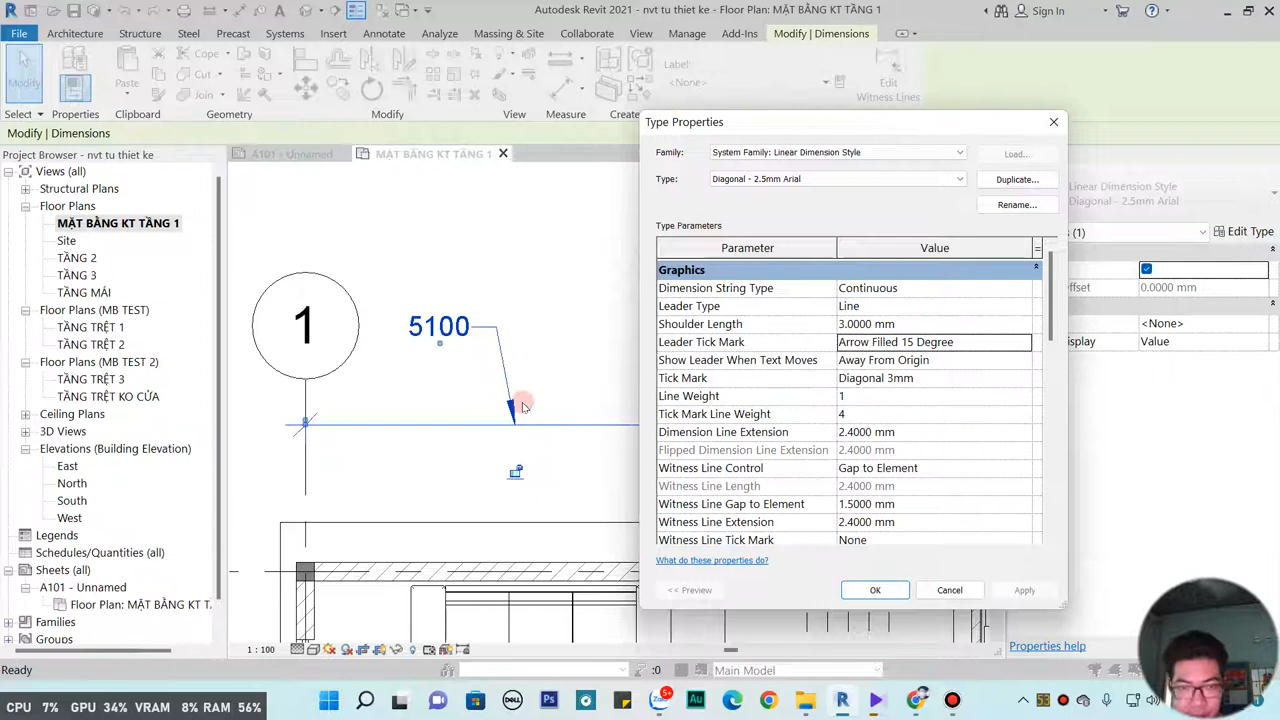 Autodesk Revit 2021 - nvt tu thiet ke - Floor Plan: MẶT BẰNG KT TẦNG 1
Sign In
File Architecture Structure Steel Precast Systems Insert Annotate Analyze Massing & Site Collaborate View Manage Add-Ins Modify | Dimensions
Modify
Paste
Cope
Cut
Join
Label:
<None>
Edit
Witness Lines
Select Properties Clipboard Geometry Modify View Measure Create
Modify | Dimensions
Project Browser - nvt tu thiet ke
A101 - Unnamed
MẶT BẰNG KT TẦNG 1
Views (all)
Structural Plans
Floor Plans
MẶT BẰNG KT TẦNG 1
Site
TẦNG 2
TẦNG 3
TẦNG MÁI
Floor Plans (MB TEST)
TẦNG TRỆT 1
TẦNG TRỆT 2
Floor Plans (MB TEST 2)
TẦNG TRỆT 3
TẦNG TRỆT KO CỬA
Ceiling Plans
3D Views
Elevations (Building Elevation)
East
North
South
West
Legends
Schedules/Quantities (all)
Sheets (all)
A101 - Unnamed
Floor Plan: MẶT BẰNG KT T.
Families
Groups
1
5100
Type Properties
Family: System Family: Linear Dimension Style Load...
Type: Diagonal - 2.5mm Arial Duplicate...
Rename...
Type Parameters
Parameter Value =
Graphics
Dimension String Type Continuous
Leader Type Line
Shoulder Length 3.0000 mm
Leader Tick Mark Arrow Filled 15 Degree
Show Leader When Text Moves Away From Origin
Tick Mark Diagonal 3mm
Line Weight 1
Tick Mark Line Weight 4
Dimension Line Extension 2.4000 mm
Flipped Dimension Line Extension 2.4000 mm
Witness Line Control Gap to Element
Witness Line Length 2.4000 mm
Witness Line Gap to Element 1.5000 mm
Witness Line Extension 2.4000 mm
Witness Line Tick Mark None
What do these properties do?
<< Preview OK Cancel Apply
Linear Dimension Style
Diagonal - 2.5mm Arial
(1) Edit Type
Offset 0.0000 mm
<None>
Display Value
Properties help
1 : 100
Ready
:0
Main Model
CPU 7% GPU 34% VRAM 8% RAM 56%